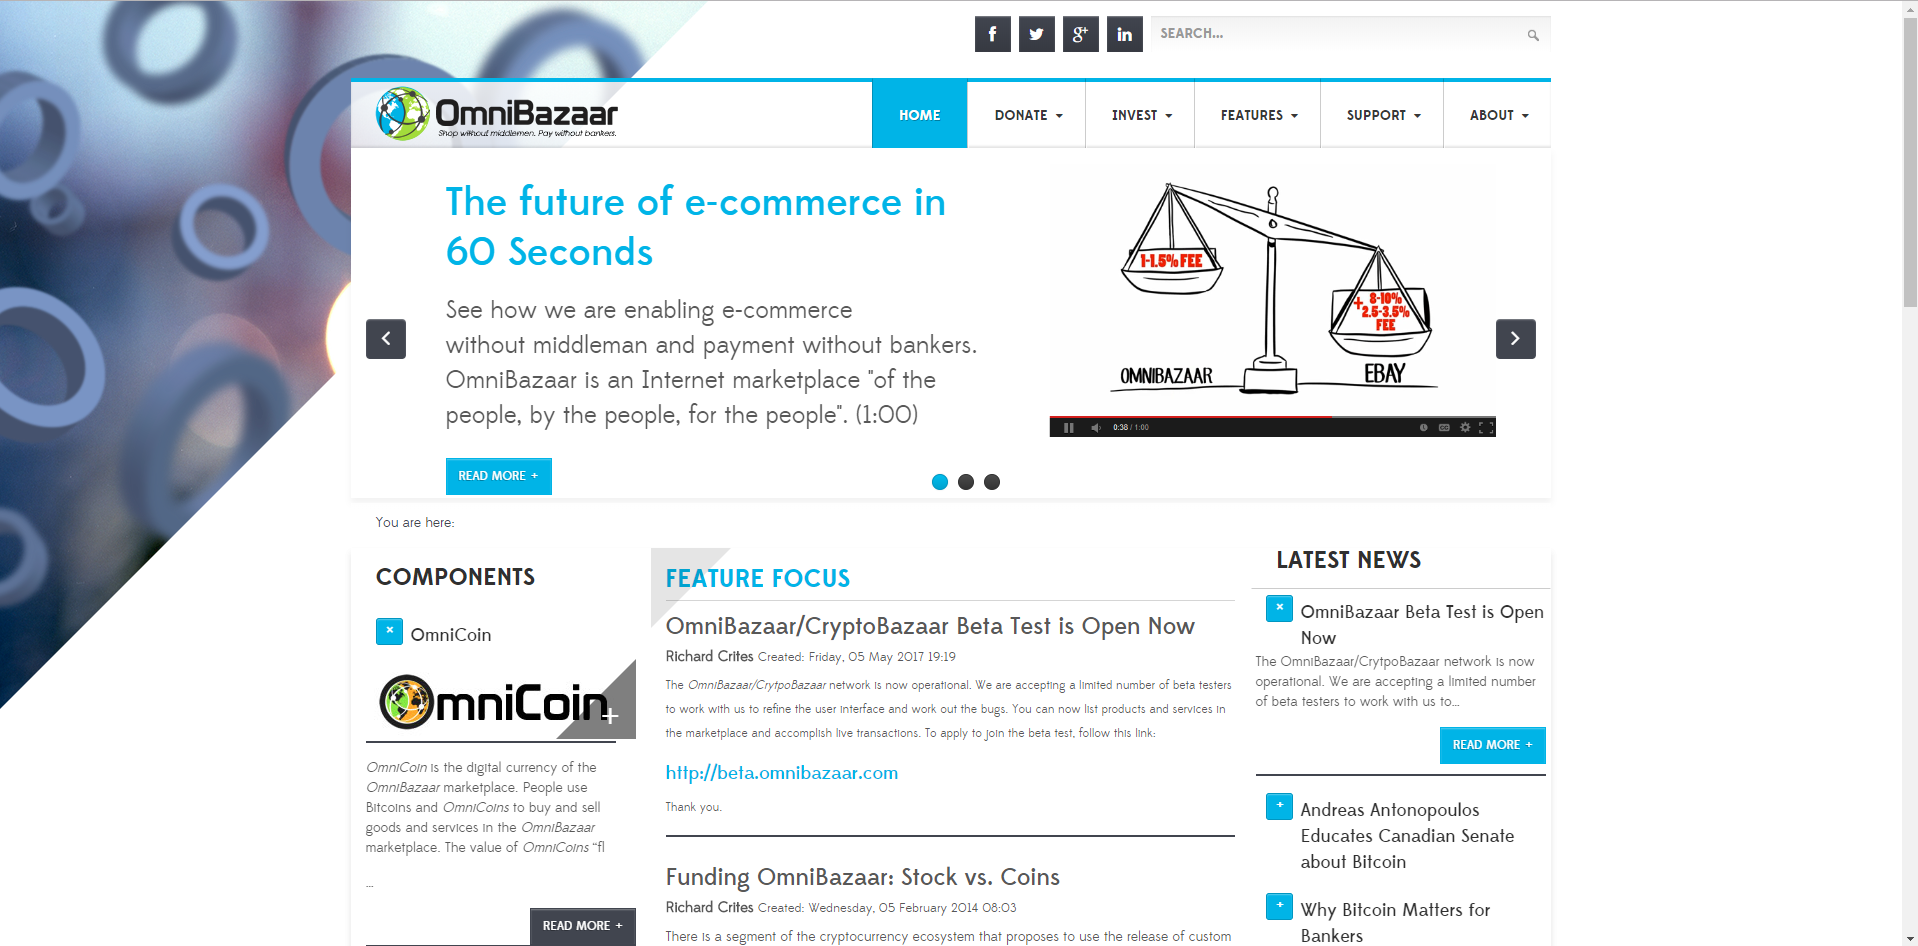 SEARCH...
OmniBazaar
Shop without middlemen. Pay without bankers.
HOME
DONATE
INVEST
FEATURES
SUPPORT
ABOUT
The future of e-commerce in
60 Seconds
See how we are enabling e-commerce
without middleman and payment without bankers.
OmniBazaar is an Internet marketplace "of the
people, by the people, for the people". (1:00)
READ MORE +
1-1.5% FEE
+ 8-10%
+2.5-3.5%
FEE
OMNIBAZAAR
EBAY
0:38 / 1:00
You are here:
COMPONENTS
OmniCoin
OmniCoin
OmniCoin is the digital currency of the
OmniBazaar marketplace. People use
Bitcoins and OmniCoins to buy and sell
goods and services in the OmniBazaar
marketplace. The value of OmniCoins “fl
...
READ MORE +
FEATURE FOCUS
OmniBazaar/CryptoBazaar Beta Test is Open Now
Richard Crites Created: Friday, 05 May 2017 19:19
The OmniBazaar/CrytpoBazaar network is now operational. We are accepting a limited number of beta testers
to work with us to refine the user interface and work out the bugs. You can now list products and services in
the marketplace and accomplish live transactions. To apply to join the beta test, follow this link:
http://beta.omnibazaar.com
Thank you.
Funding OmniBazaar: Stock vs. Coins
Richard Crites Created: Wednesday, 05 February 2014 08:03
There is a segment of the cryptocurrency ecosystem that proposes to use the release of custom
LATEST NEWS
OmniBazaar Beta Test is Open
Now
The OmniBazaar/CrytpoBazaar network is now
operational. We are accepting a limited number
of beta testers to work with us to...
READ MORE +
Andreas Antonopoulos
Educates Canadian Senate
about Bitcoin
Why Bitcoin Matters for
Bankers